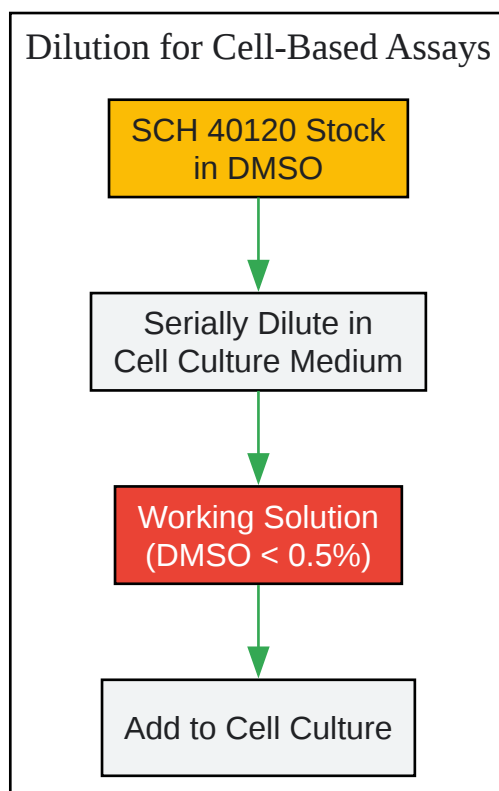 Dilution for Cell-Based Assays
SCH 40120 Stock
in DMSO
Serially Dilute in
Cell Culture Medium
Working Solution
(DMSO < 0.5%)
Add to Cell Culture